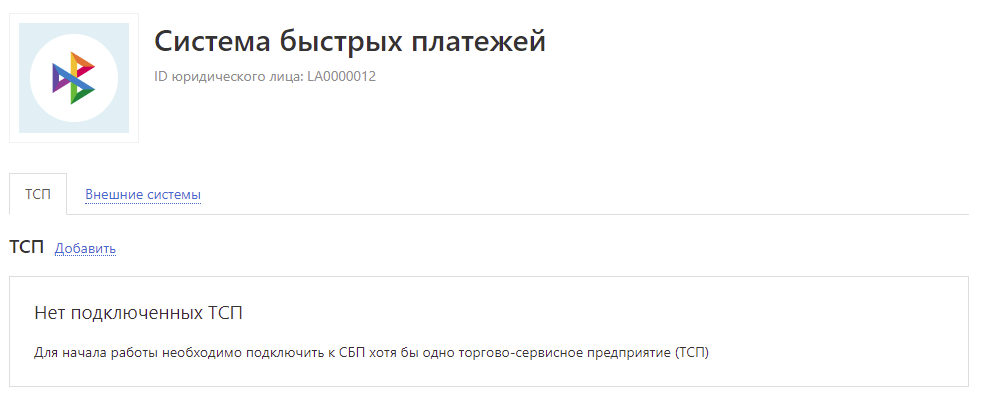 Система быстрых платежей
ID юридического лица: LA0000012
ТСП Внешние системы
ТСП Добавить
Нет подключенных ТСП
Для начала работы необходимо подключить к СБП хотя бы одно торгово-сервисное предприятие (ТСП)